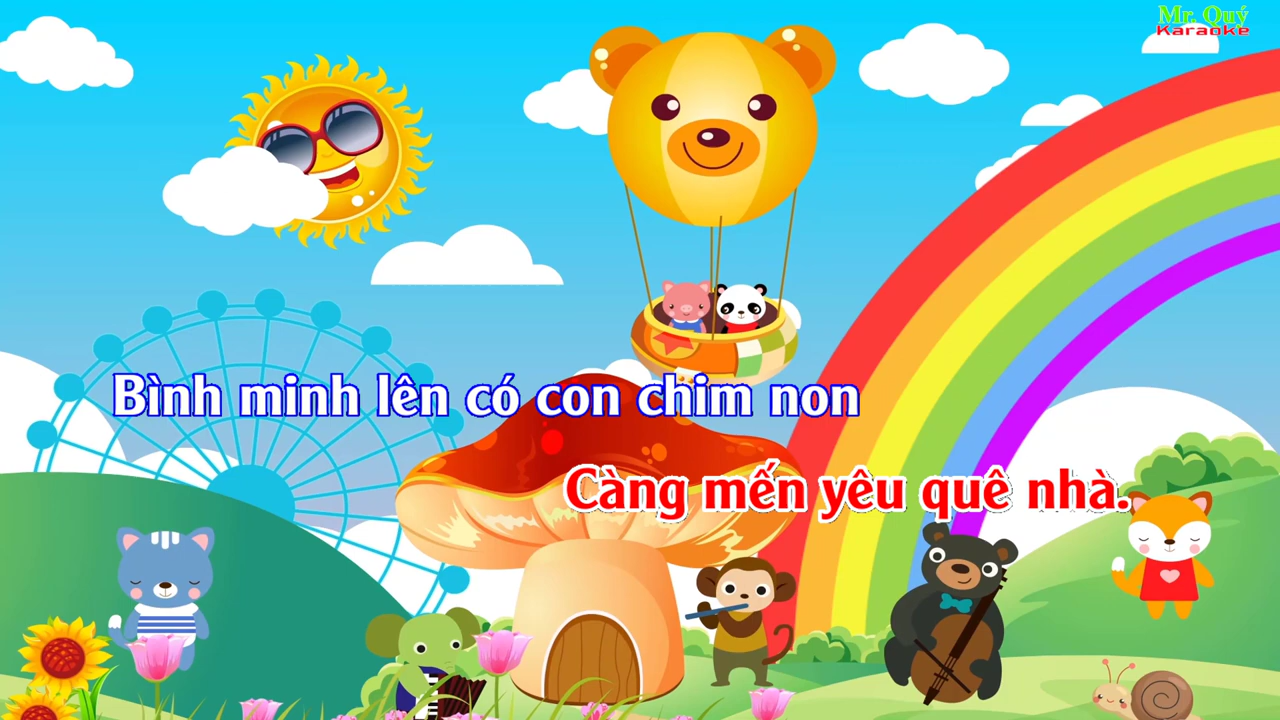 Mr. Quý
Karaoke
Bình minh lên có con chim non
Càng mến yêu quê nhà.